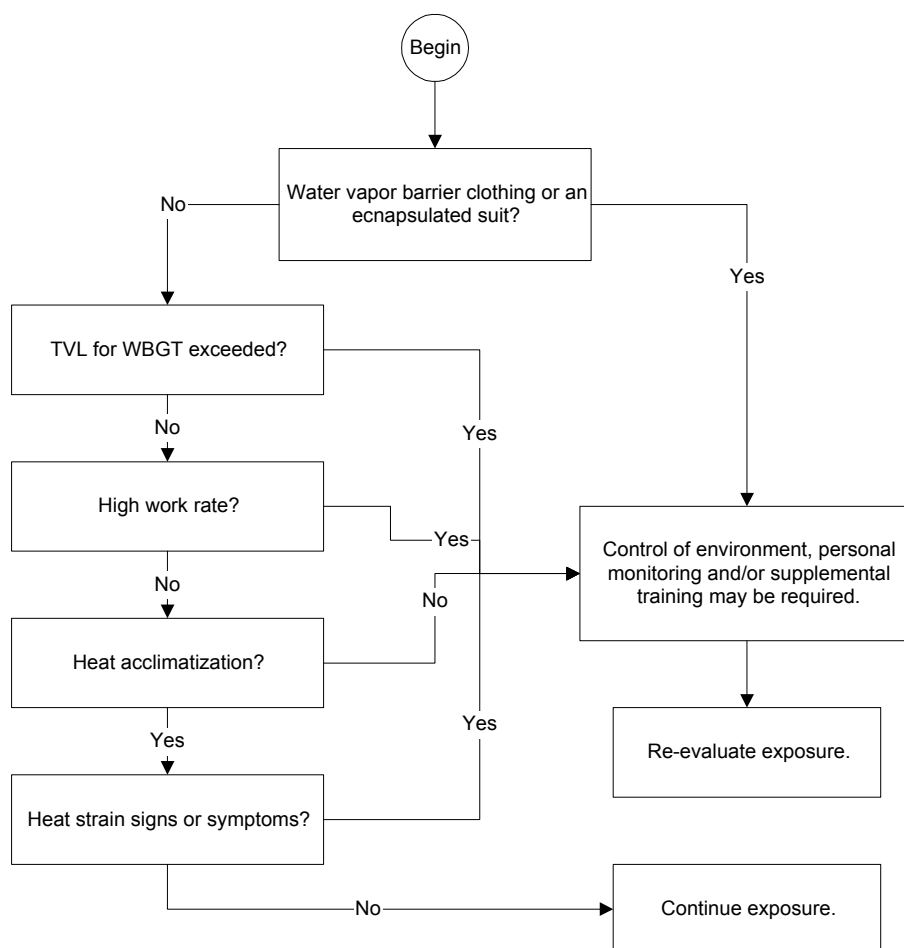 Begin
Water vapor barrier clothing or an
ecnapsulated suit?
No
Yes
TVL for WBGT exceeded?
No
Yes
High work rate?
Yes
No
Control of environment, personal
monitoring and/or supplemental
training may be required.
No
Heat acclimatization?
Yes
Yes
Re-evaluate exposure.
Heat strain signs or symptoms?
No
Continue exposure.